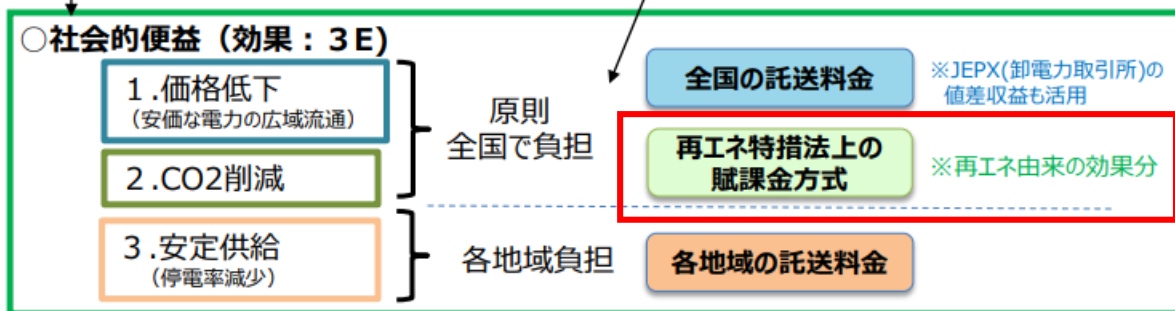 ○社会的便益（効果：３E)
１.価格低下
（安価な電力の広域流通）
２.CO2削減
３.安定供給
（停電率減少）
原則
全国で負担
各地域負担
全国の託送料金
※JEPX(卸電力取引所)の
値差収益も活用
再エネ特措法上の
賦課金方式
※再エネ由来の効果分
各地域の託送料金